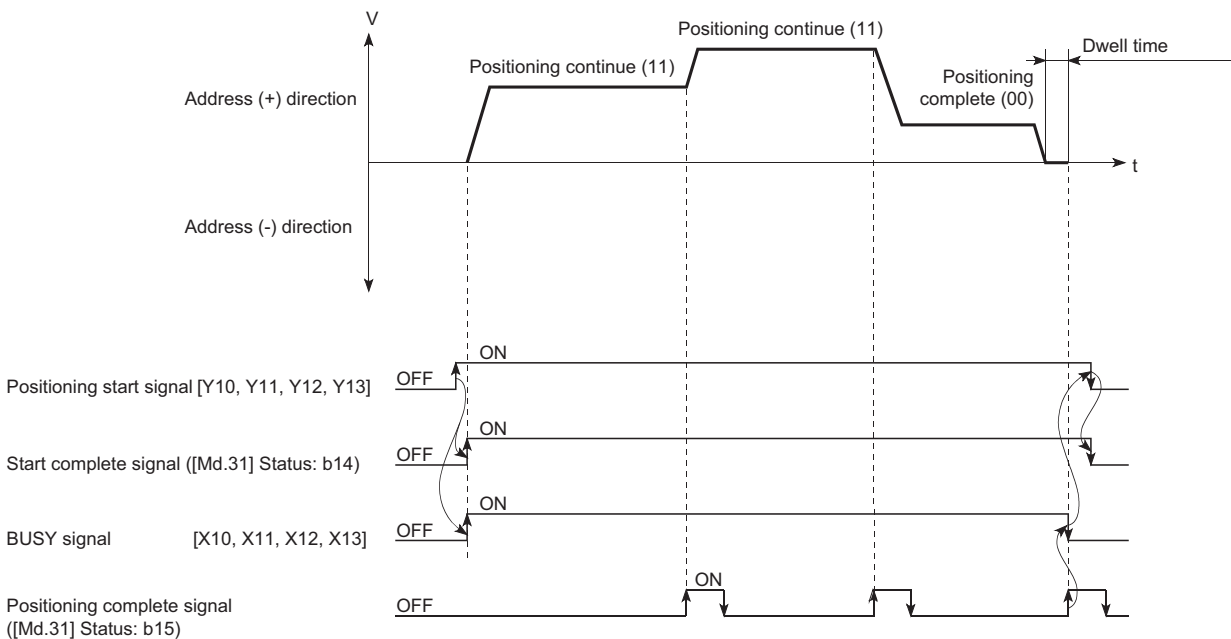 V
Positioning continue (11)
Dwell time
Positioning continue (11)
Positioning
complete (00)
Address (+) direction
t
Address (-) direction
ON
Positioning start signal [Y10, Y11, Y12, Y13]
OFF
ON
Start complete signal ([Md.31] Status: b14)
OFF
ON
BUSY signal [X10, X11, X12, X13]
OFF
ON
Positioning complete signal
([Md.31] Status: b15)
OFF